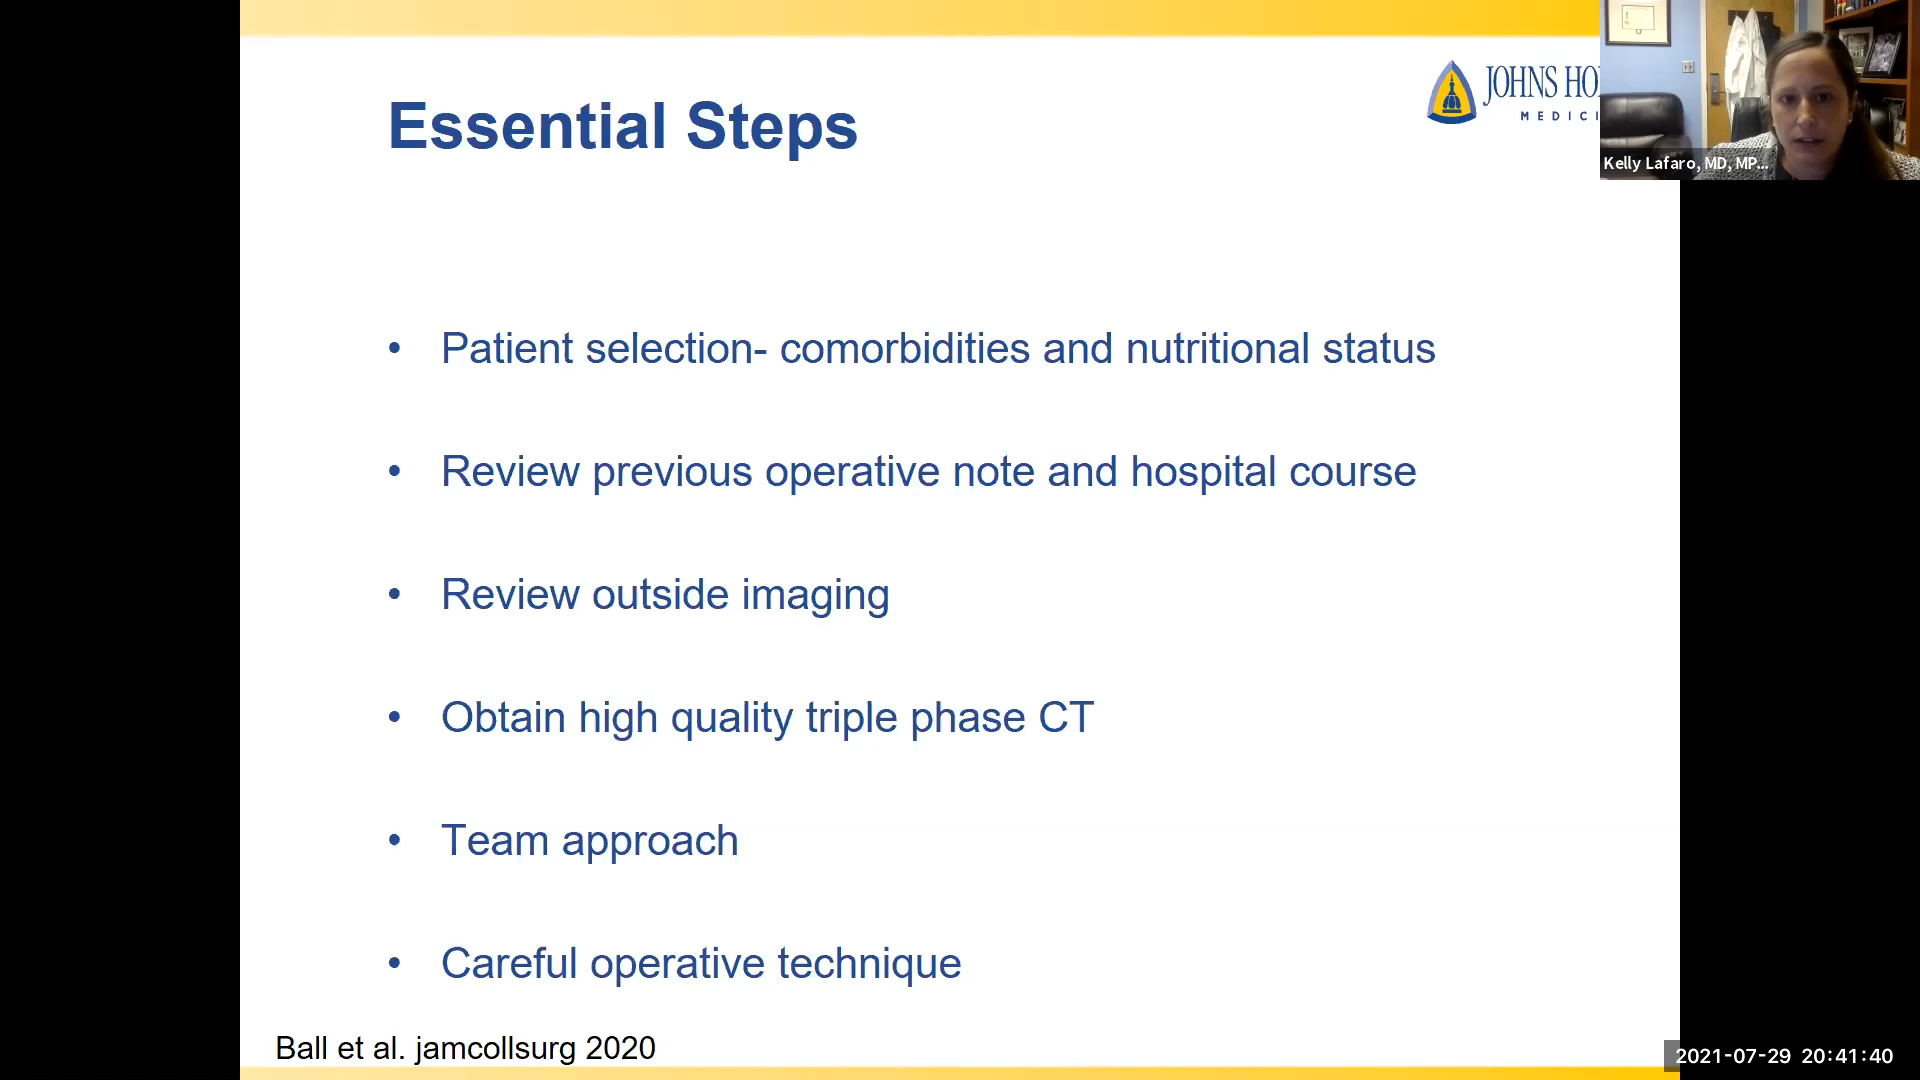 Essential Steps
JOHNS HO
MEDICI
Kelly Lafaro, MD, MP...
• Patient selection- comorbidities and nutritional status
• Review previous operative note and hospital course
• Review outside imaging
• Obtain high quality triple phase CT
• Team approach
• Careful operative technique
Ball et al. jamcollsurg 2020
2021-07-29 20:41:40